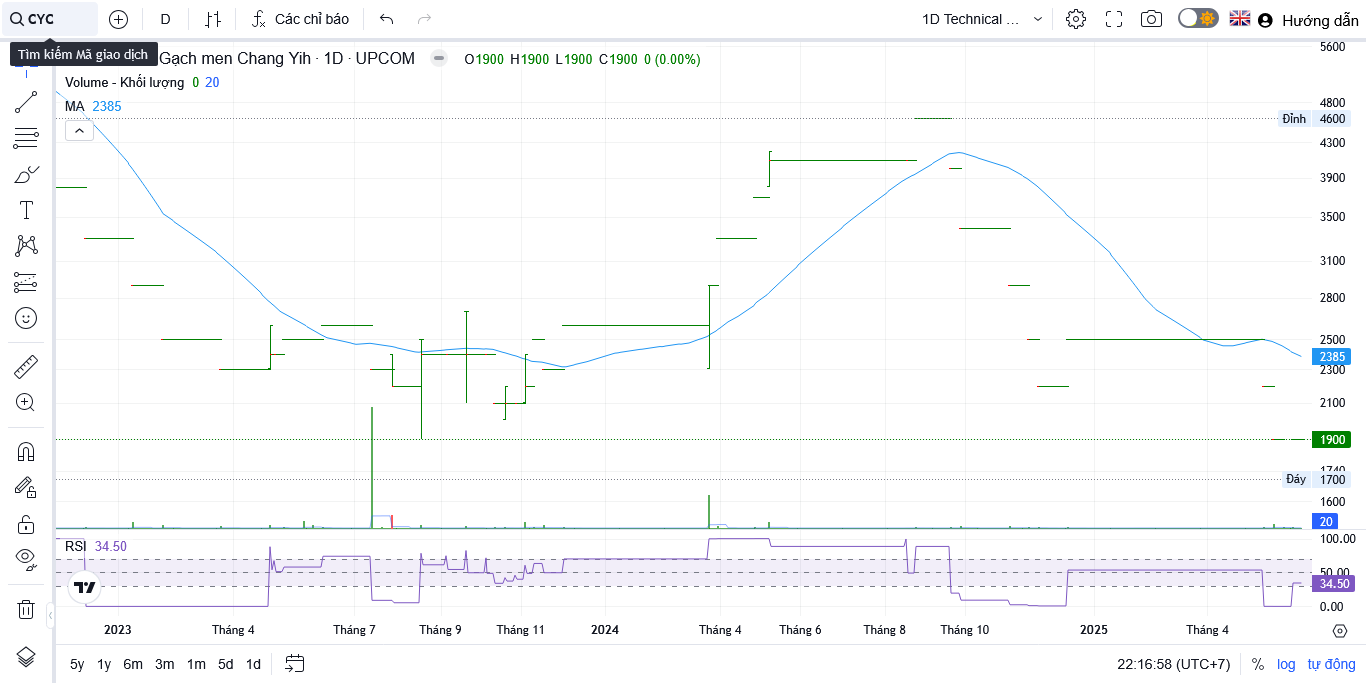 CYC D Các chỉ báo 1D Technical ... Hướng dẫn
Tìm kiếm Mã giao dịch
Gạch men Chang Yih · 1D · UPCOM O1900 H1900 L1900 C1900 0 (0.00%)
Volume - Khối lượng 0 20
MA 2385
5600
4800
Đỉnh 4600
4300
3900
3500
3100
2800
2500
2385
2300
2100
1900
1740
Đáy 1700
1600
20
RSI 34.50
100.00
50.00
34.50
0.00
2023 Tháng 4 Tháng 7 Tháng 9 Tháng 11 2024 Tháng 4 Tháng 6 Tháng 8 Tháng 10 2025 Tháng 4
5y 1y 6m 3m 1m 5d 1d 22:16:58 (UTC+7) % log tự động